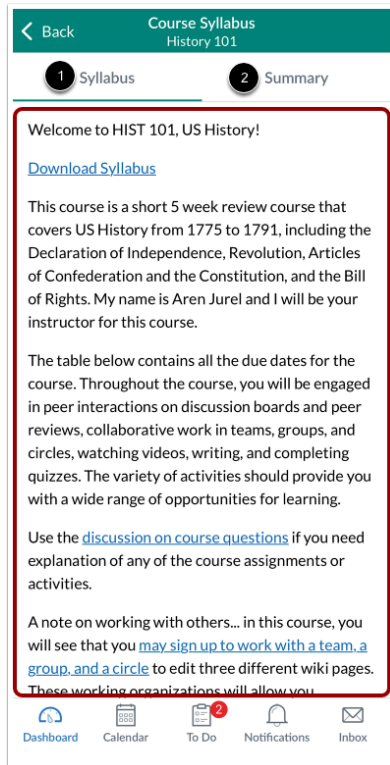 Back
Course Syllabus
History 101
1 Syllabus
2 Summary
Welcome to HIST 101, US History!
Download Syllabus
This course is a short 5 week review course that
covers US History from 1775 to 1791, including the
Declaration of Independence, Revolution, Articles
of Confederation and the Constitution, and the Bill
of Rights. My name is Aren Jurel and I will be your
instructor for this course.
The table below contains all the due dates for the
course. Throughout the course, you will be engaged
in peer interactions on discussion boards and peer
reviews, collaborative work in teams, groups, and
circles, watching videos, writing, and completing
quizzes. The variety of activities should provide you
with a wide range of opportunities for learning.
Use the discussion on course questions if you need
explanation of any of the course assignments or
activities.
A note on working with others... in this course, you
will see that you may sign up to work with a team, a
group, and a circle to edit three different wiki pages.
These working organizations will allow you
2
Dashboard Calendar To Do Notifications Inbox